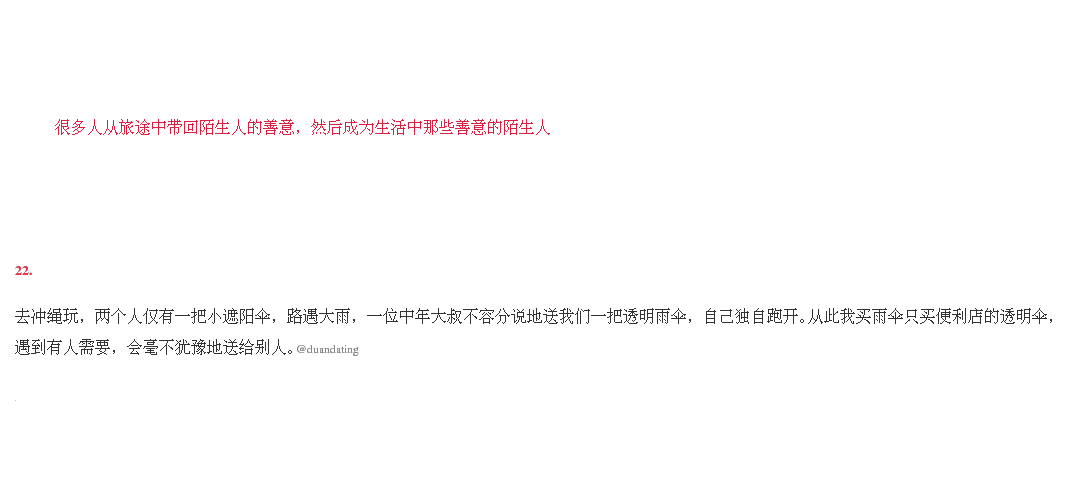 很多人从旅途中带回陌生人的善意，然后成为生活中那些善意的陌生人
22.
去冲绳玩，两个人仅有一把小遮阳伞，路遇大雨，一位中年大叔不容分说地送我们一把透明雨伞，自己独自跑开。从此我买雨伞只买便利店的透明伞，
遇到有人需要，会毫不犹豫地送给别人。@duandating